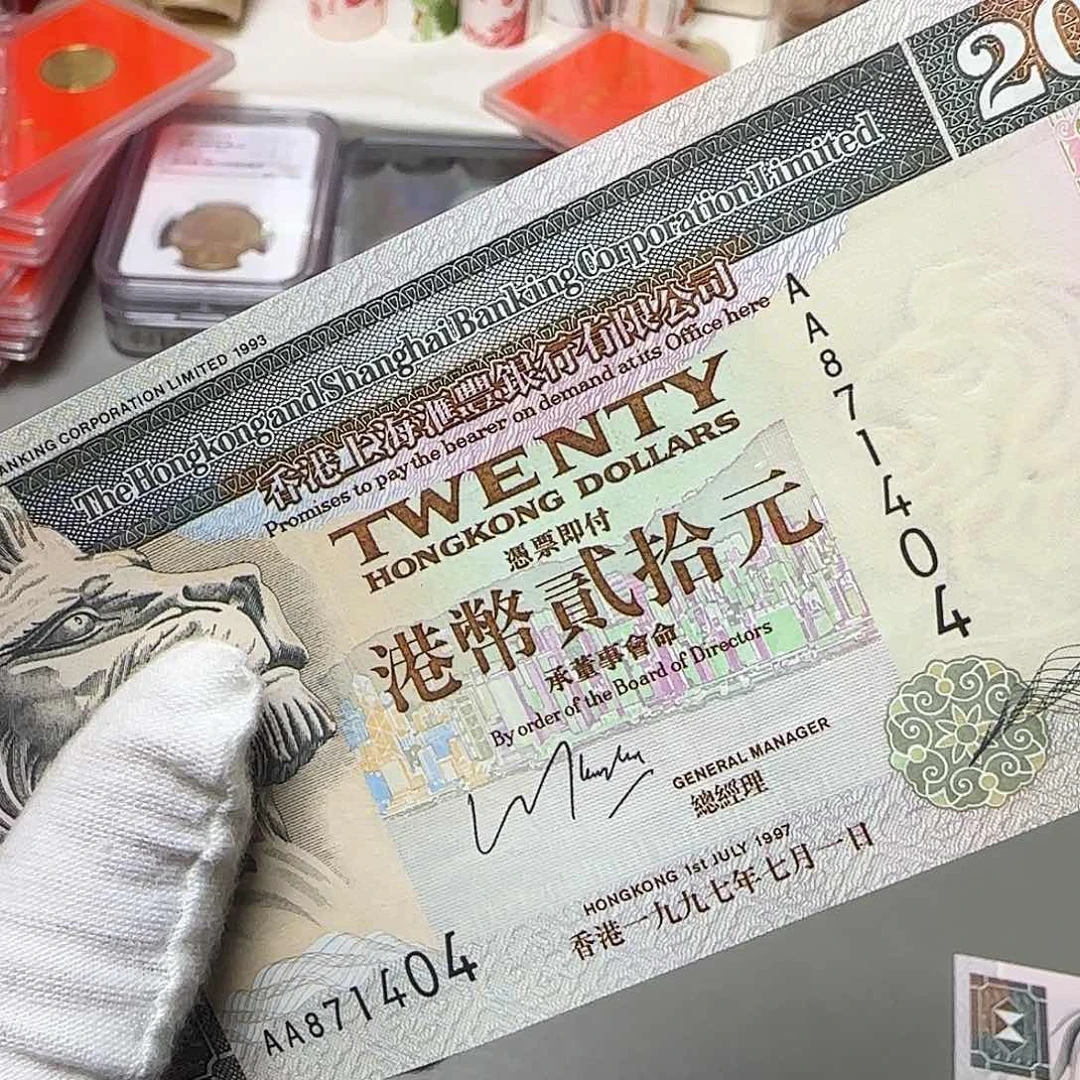 ANKING CORPORATION LIMITED 1993
20
The Hongkong and Shanghai Banking Corporation Limited
香港上海滙豐銀行有限公司
Promises to pay the bearer on demand at its Office here
TWENTY
HONGKONG DOLLARS
憑票即付
港幣貳拾元
承董事會命
By order of the Board of Directors
GENERAL MANAGER
總經理
HONGKONG 1st JULY 1997
香港一九九七年七月一日
AA871404
AA871404